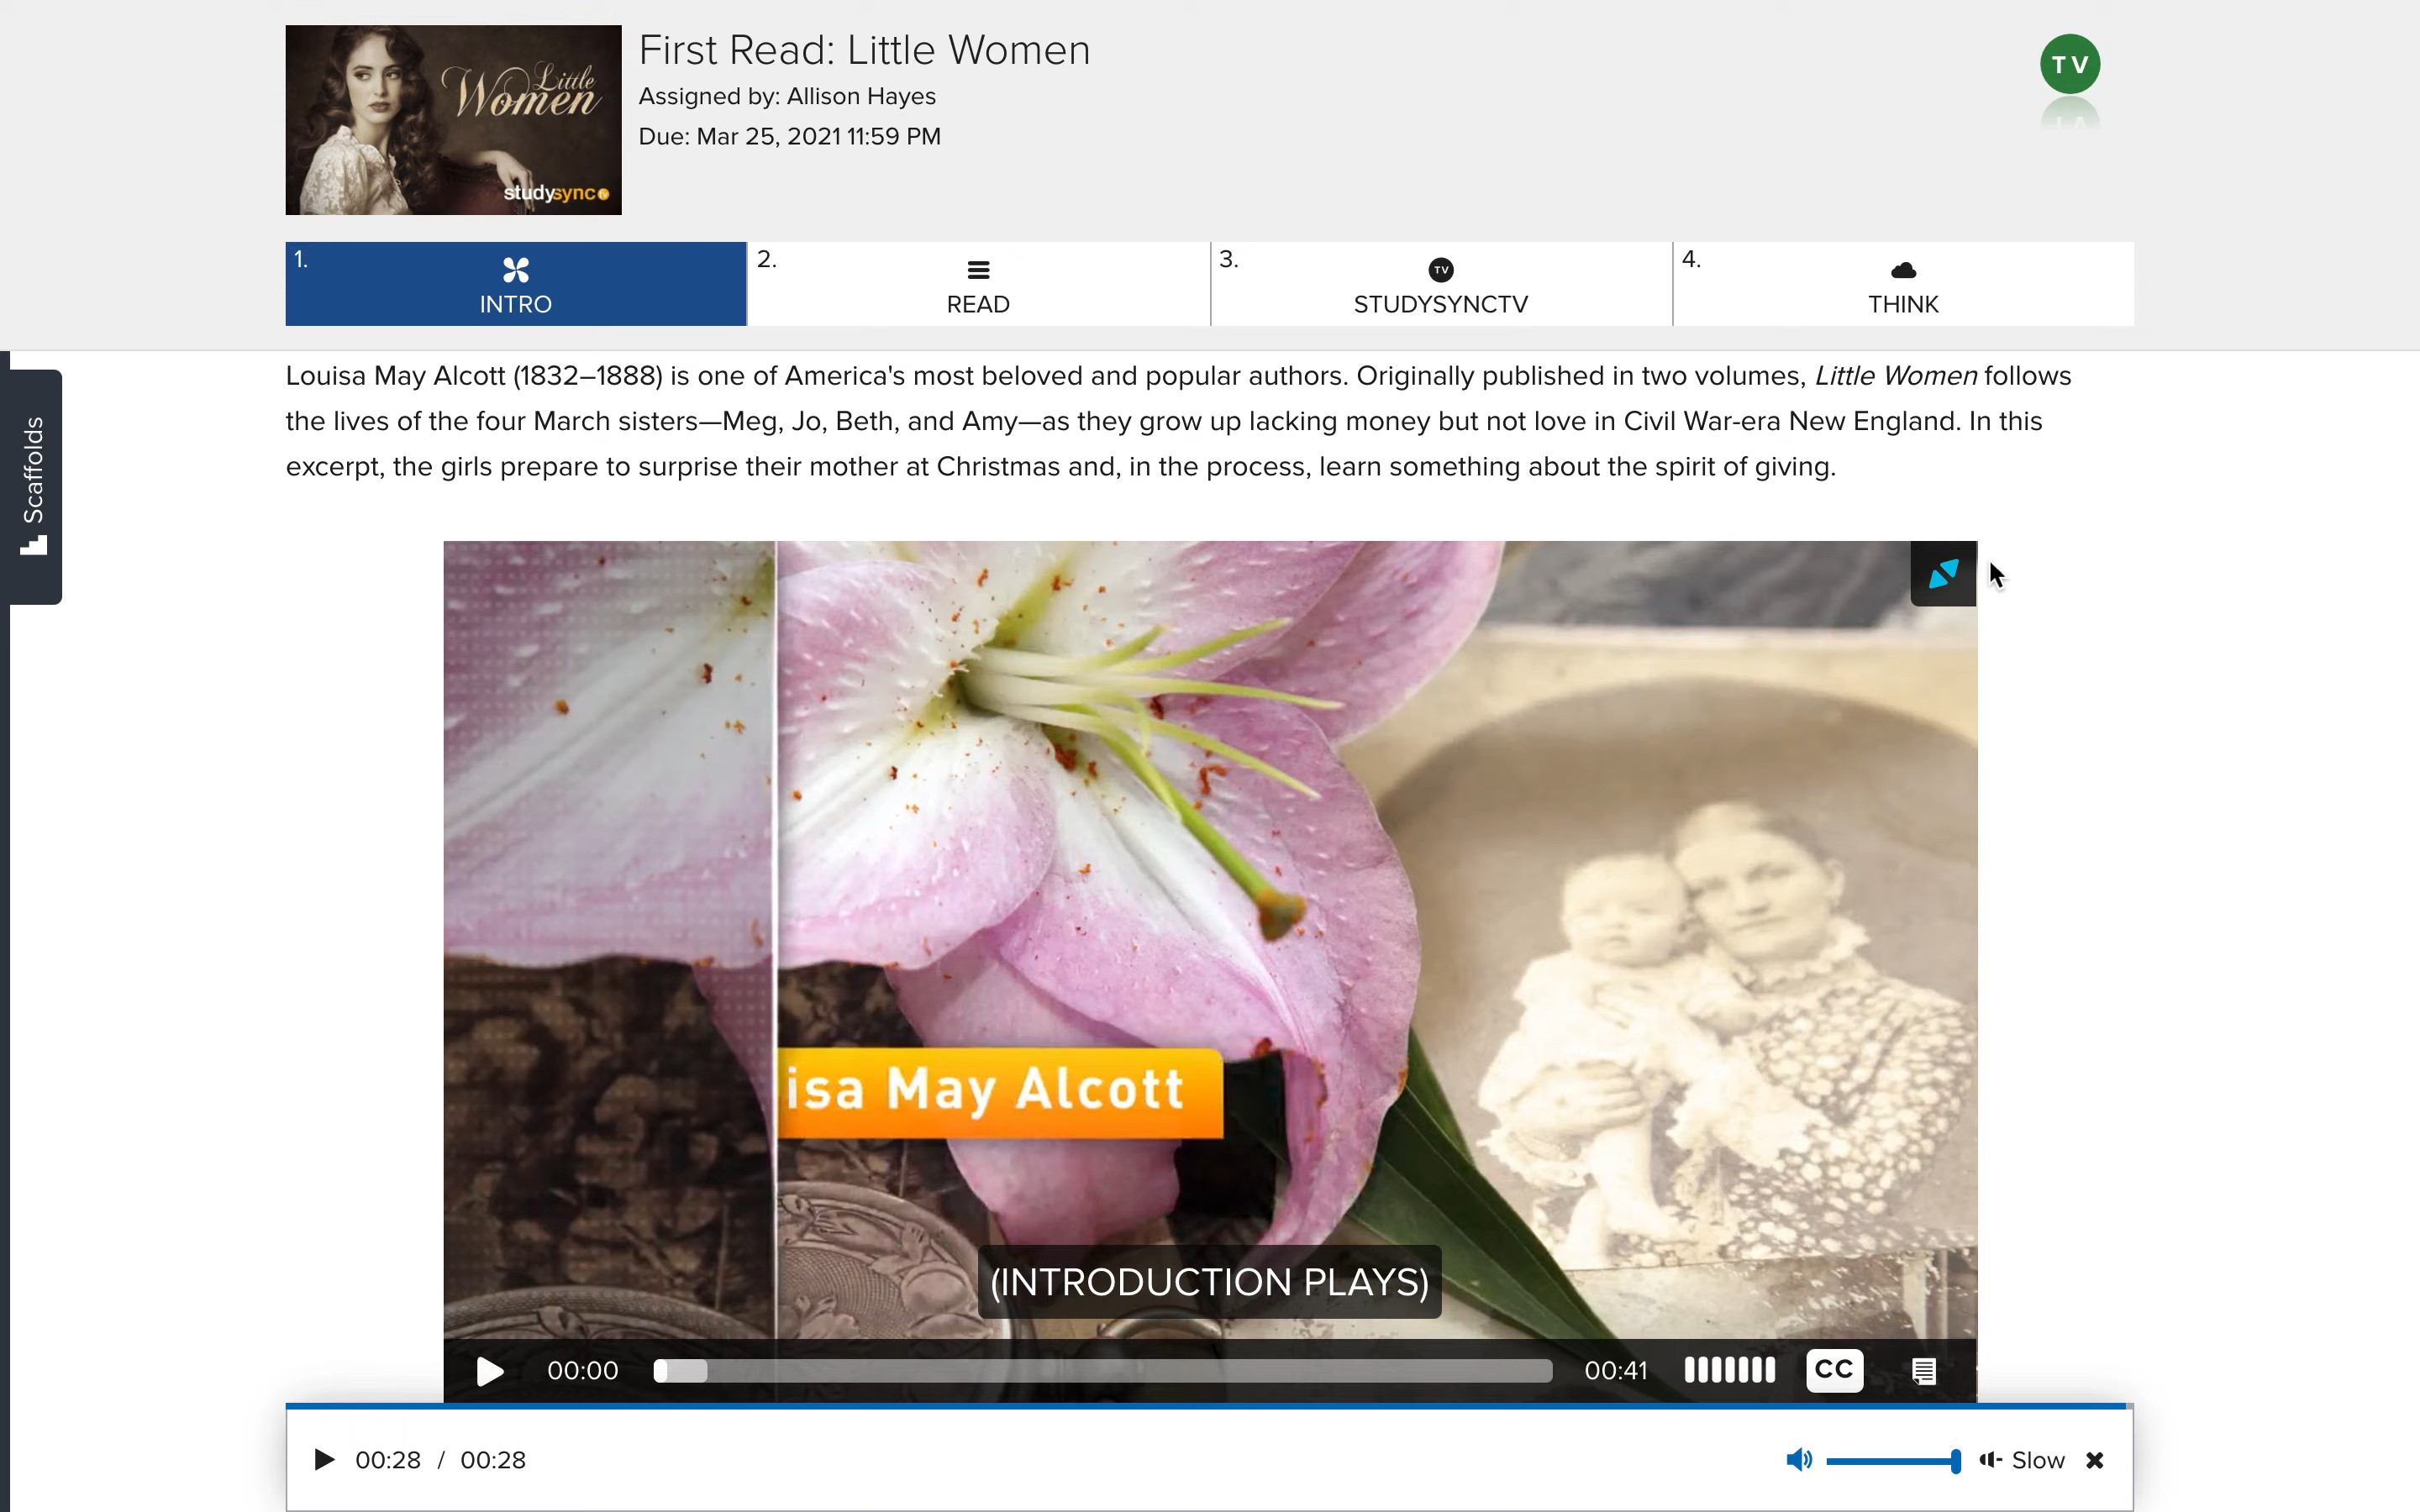 Little
Women
studysync
First Read: Little Women
Assigned by: Allison Hayes
Due: Mar 25, 2021 11:59 PM
TV
1.
INTRO
2.
READ
3.
TV
STUDYSYNCTV
4.
THINK
Scaffolds
Louisa May Alcott (1832–1888) is one of America's most beloved and popular authors. Originally published in two volumes, Little Women follows
the lives of the four March sisters—Meg, Jo, Beth, and Amy—as they grow up lacking money but not love in Civil War-era New England. In this
excerpt, the girls prepare to surprise their mother at Christmas and, in the process, learn something about the spirit of giving.
isa May Alcott
(INTRODUCTION PLAYS)
00:00
00:41
CC
00:28 / 00:28
Slow